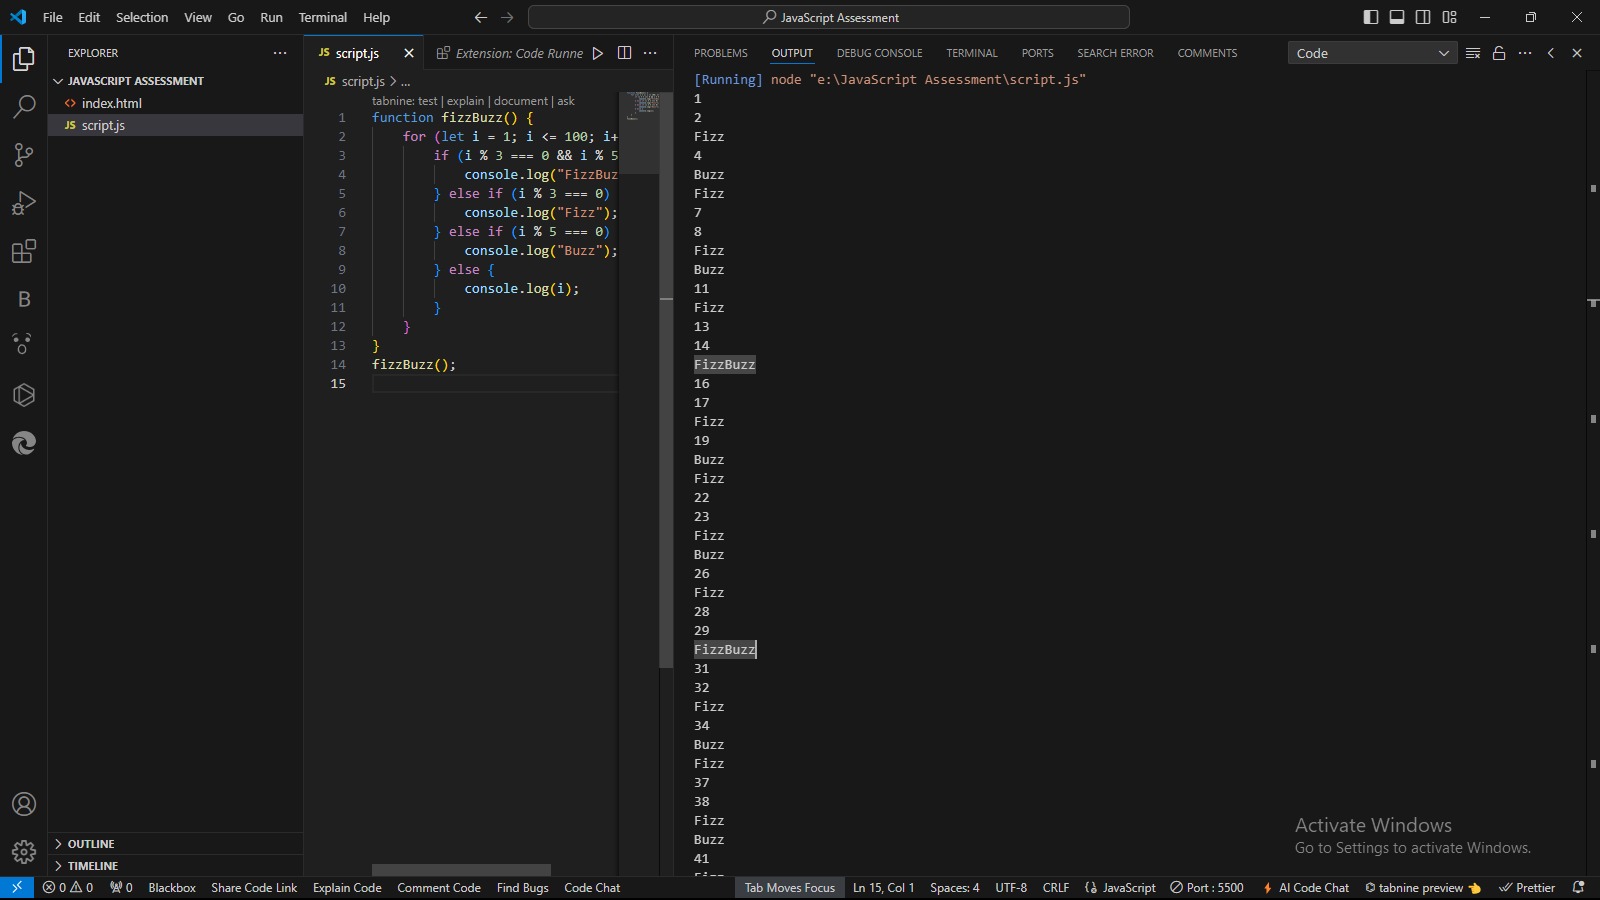 File Edit Selection View Go Run Terminal Help
JavaScript Assessment
EXPLORER
JAVASCRIPT ASSESSMENT
<> index.html
JS script.js
OUTLINE
TIMELINE
JS script.js
Extension: Code Runne
JS script.js > ...
tabnine: test | explain | document | ask
1 function fizzBuzz() {
2 for (let i = 1; i <= 100; i+
3 if (i % 3 === 0 && i % 5
4 console.log("FizzBuz
5 } else if (i % 3 === 0)
6 console.log("Fizz");
7 } else if (i % 5 === 0)
8 console.log("Buzz");
9 } else {
10 console.log(i);
11 }
12 }
13 }
14 fizzBuzz();
15
PROBLEMS OUTPUT DEBUG CONSOLE TERMINAL PORTS SEARCH ERROR COMMENTS
Code
[Running] node "e:\JavaScript Assessment\script.js"
1
2
Fizz
4
Buzz
Fizz
7
8
Fizz
Buzz
11
Fizz
13
14
FizzBuzz
16
17
Fizz
19
Buzz
Fizz
22
23
Fizz
Buzz
26
Fizz
28
29
FizzBuzz
31
32
Fizz
34
Buzz
Fizz
37
38
Fizz
Buzz
41
Activate Windows
Go to Settings to activate Windows.
0 0 0 Blackbox Share Code Link Explain Code Comment Code Find Bugs Code Chat Tab Moves Focus Ln 15, Col 1 Spaces: 4 UTF-8 CRLF {} JavaScript Port : 5500 AI Code Chat tabnine preview Prettier